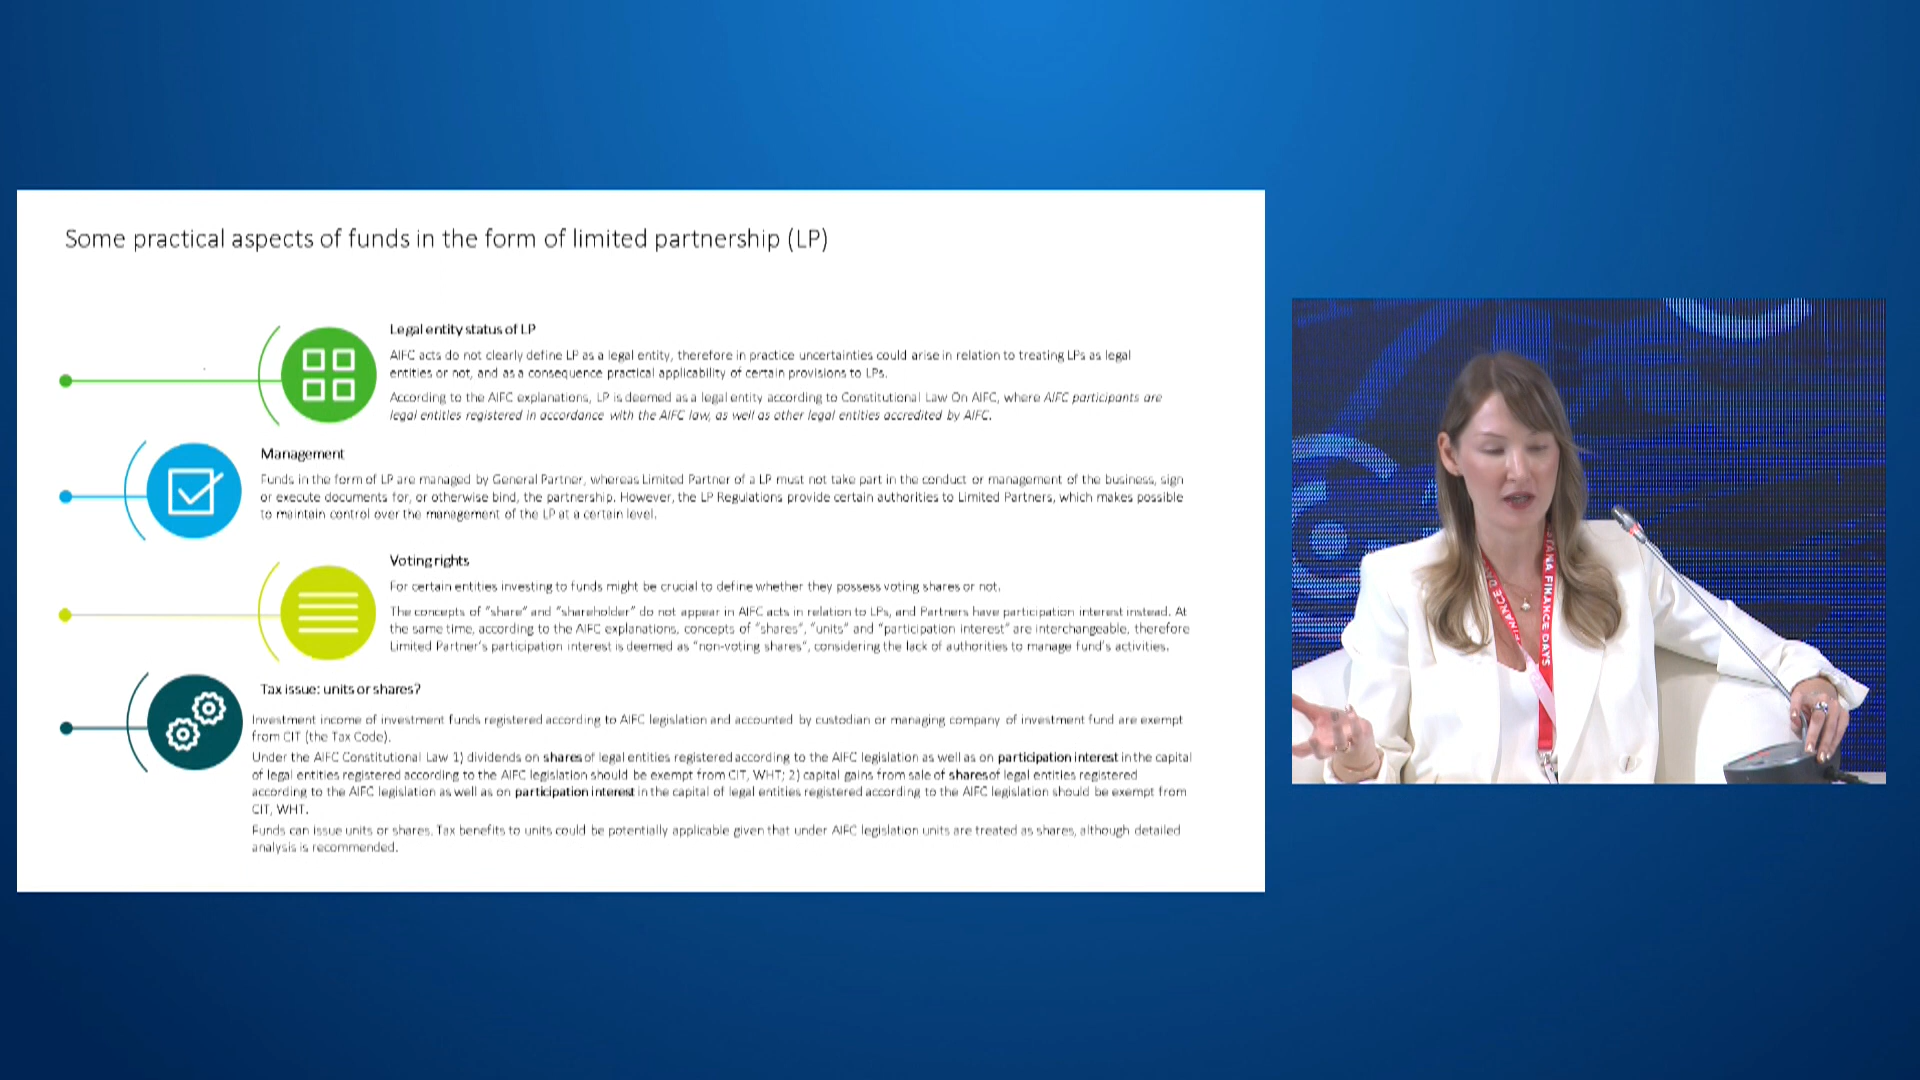 Some practical aspects of funds in the form of limited partnership (LP)
Legal entity status of LP
AIFC acts do not clearly define LP as a legal entity, therefore in practice uncertainties could arise in relation to treating LPs as legal
entities or not, and as a consequence practical applicability of certain provisions to LPs.
According to the AIFC explanations, LP is deemed as a legal entity according to Constitutional Law On AIFC, where AIFC participants are
legal entities registered in accordance with the AIFC law, as well as other legal entities accredited by AIFC.
Management
Funds in the form of LP are managed by General Partner, whereas Limited Partner of a LP must not take part in the conduct or management of the business, sign
or execute documents for, or otherwise bind, the partnership. However, the LP Regulations provide certain authorities to Limited Partners, which makes possible
to maintain control over the management of the LP at a certain level.
Voting rights
For certain entities investing to funds might be crucial to define whether they possess voting shares or not.
The concepts of "share" and "shareholder" do not appear in AIFC acts in relation to LPs, and Partners have participation interest instead. At
the same time, according to the AIFC explanations, concepts of "shares", "units" and "participation interest" are interchangeable, therefore
Limited Partner's participation interest is deemed as "non-voting shares", considering the lack of authorities to manage fund's activities.
Tax issue: units or shares?
Investment income of investment funds registered according to AIFC legislation and accounted by custodian or managing company of investment fund are exempt
from CIT (the Tax Code).
Under the AIFC Constitutional Law 1) dividends on shares of legal entities registered according to the AIFC legislation as well as on participation interest in the capital
of legal entities registered according to the AIFC legislation should be exempt from CIT, WHT; 2) capital gains from sale of shares of legal entities registered
according to the AIFC legislation as well as on participation interest in the capital of legal entities registered according to the AIFC legislation should be exempt from
CIT, WHT.
Funds can issue units or shares. Tax benefits to units could be potentially applicable given that under AIFC legislation units are treated as shares, although detailed
analysis is recommended.
FINANCE DAYS